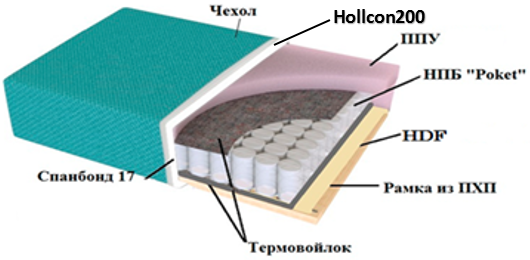 Чехол
Hollcon200
ППУ
НПБ "Poket"
HDF
Спанбонд 17
Рамка из ПХП
Термовойлок